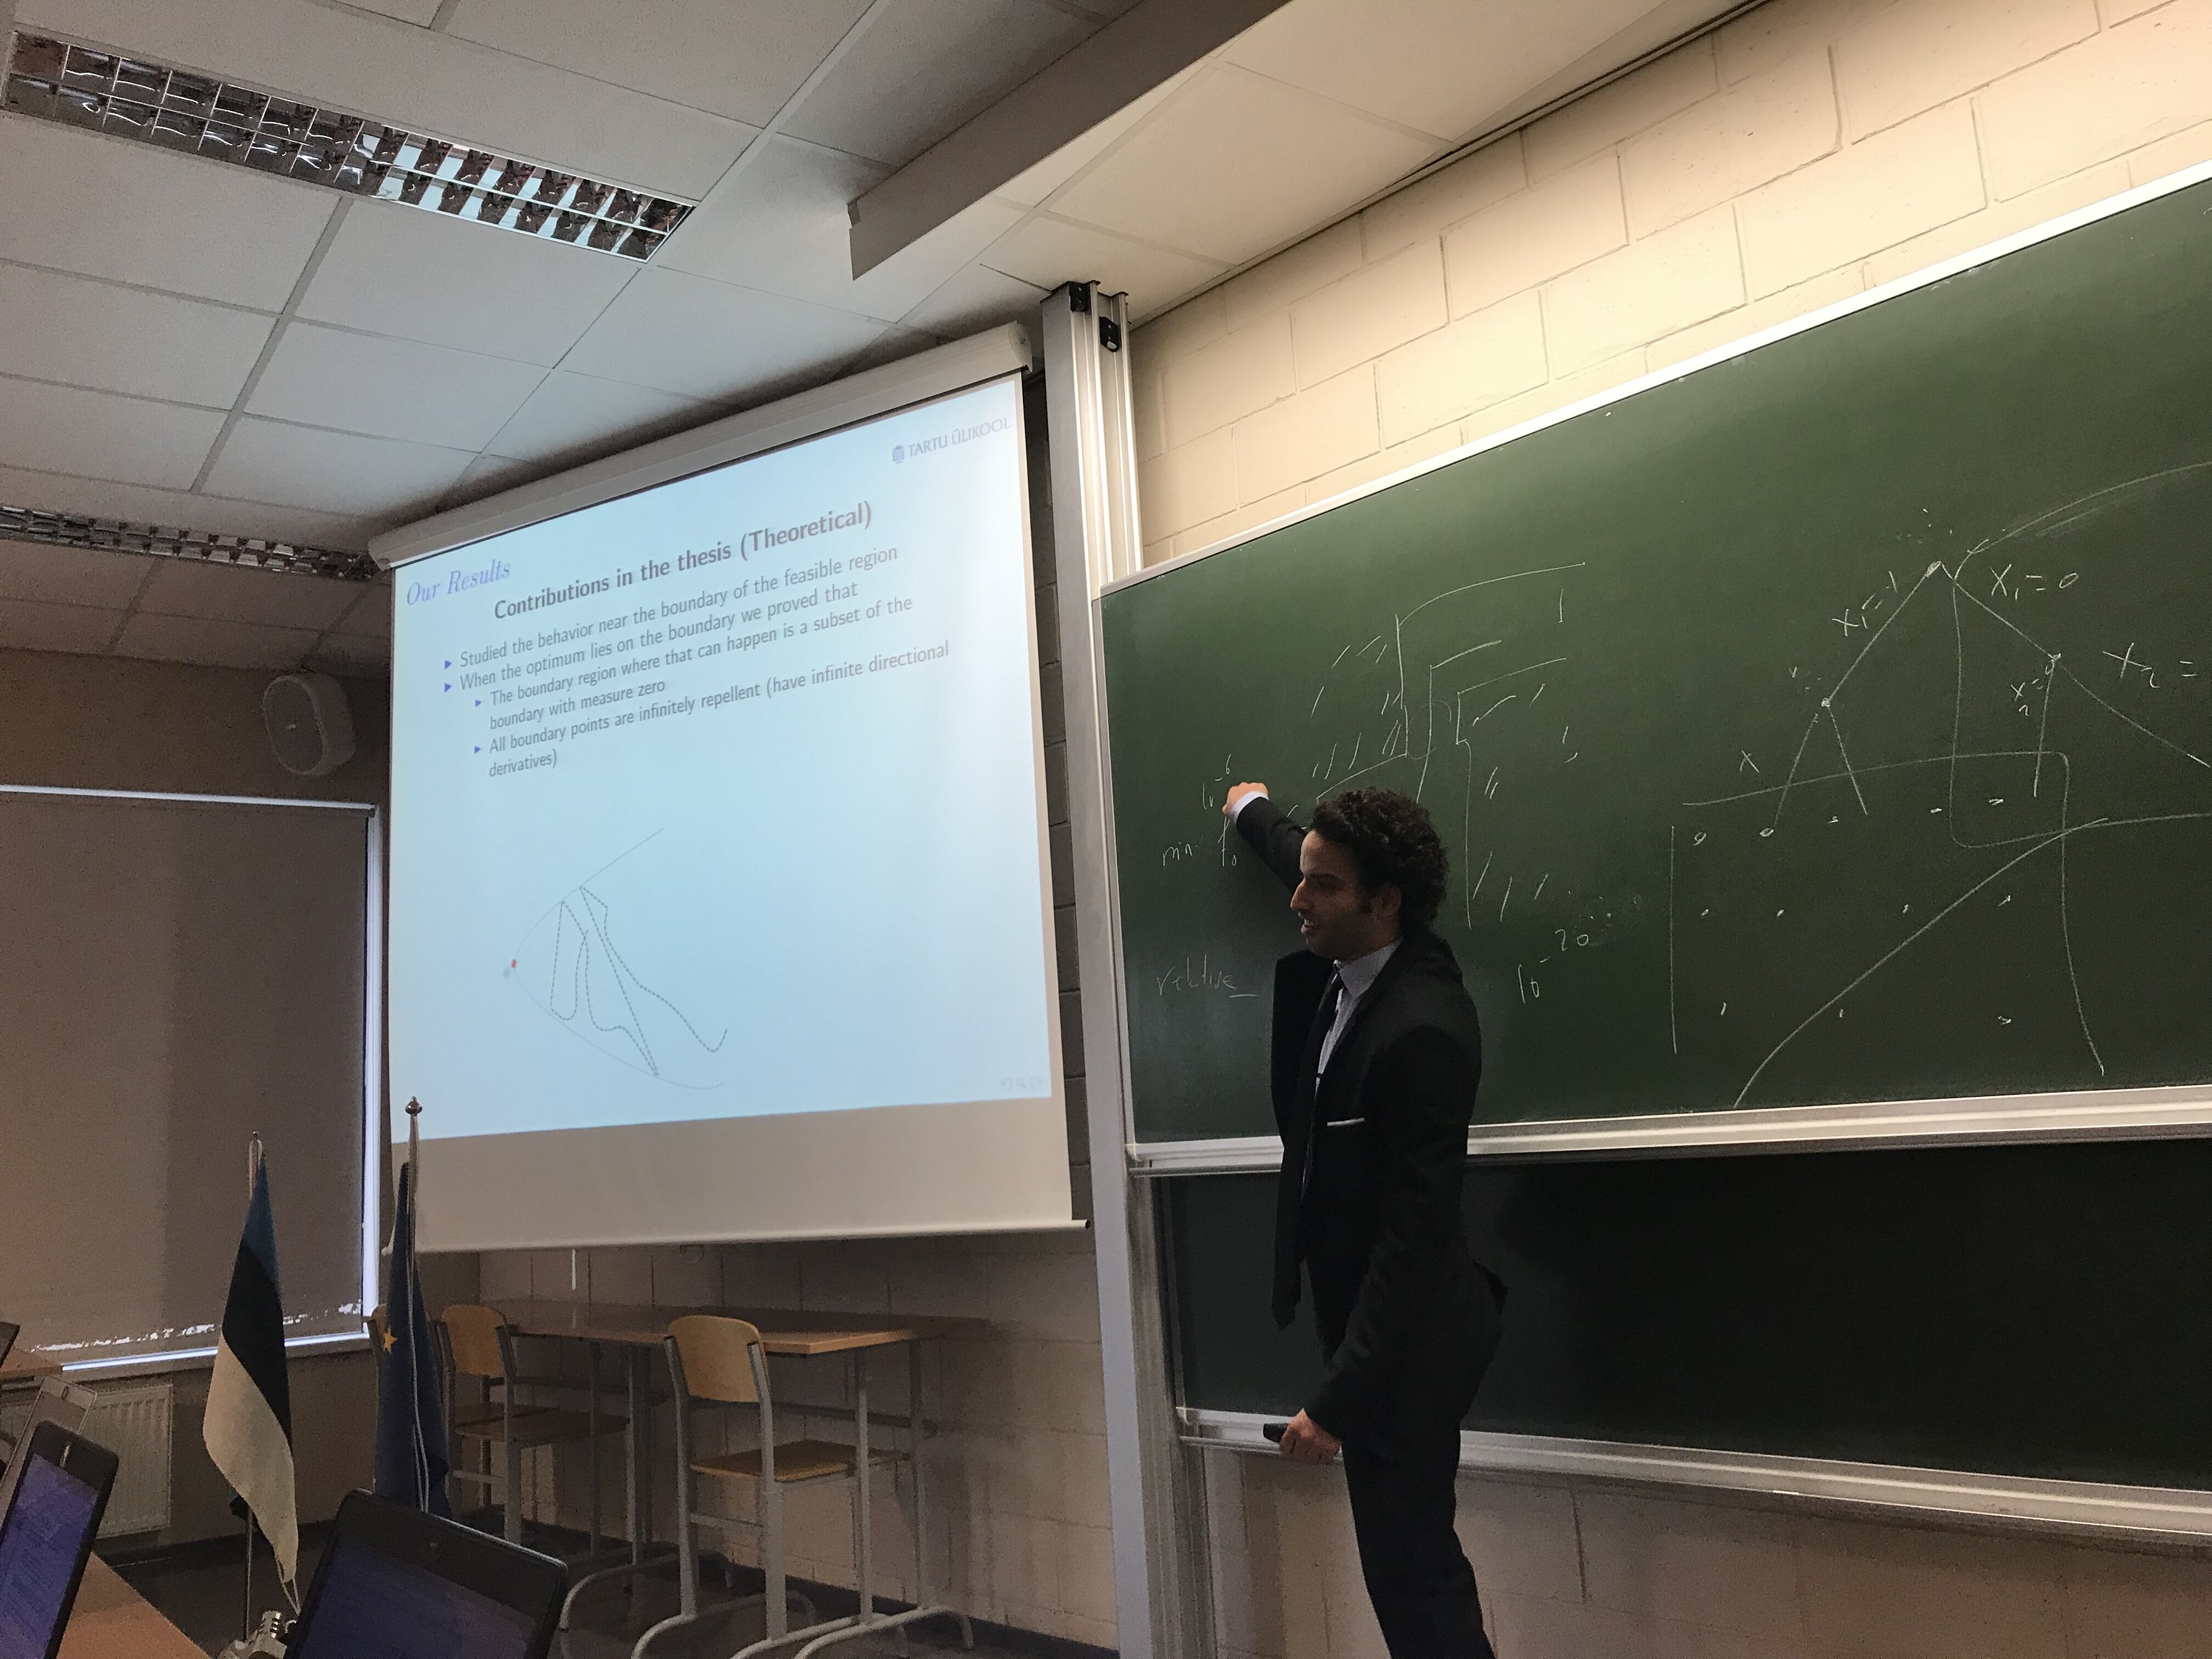 TARTU ÜLIKOOL
Our Results
Contributions in the thesis (Theoretical)
Studied the behavior near the boundary of the feasible region
When the optimum lies on the boundary we proved that
The boundary region where that can happen is a subset of the
boundary with measure zero
All boundary points are infinitely repellent (have infinite directional
derivatives)
min. f₀
relative
10⁻²⁰
X₁=1
X₁=0
X₂=
X